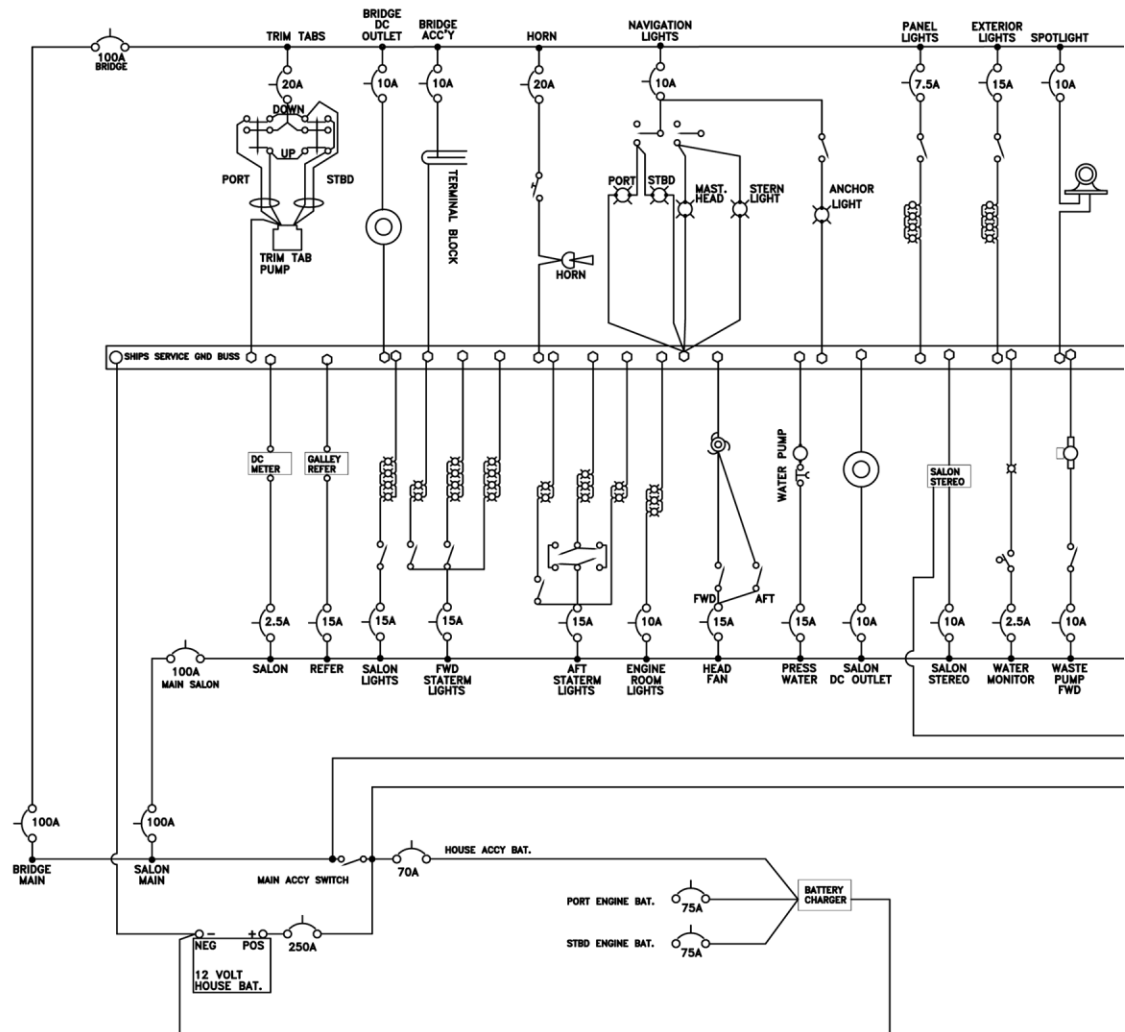 BRIDGE
DC
OUTLET
BRIDGE
ACC'Y
NAVIGATION
LIGHTS
PANEL
LIGHTS
EXTERIOR
LIGHTS
TRIM TABS
HORN
SPOTLIGHT
100A
BRIDGE
20A
10A
10A
20A
10A
7.5A
15A
10A
DOWN
UP
PORT
STBD
TERMINAL BLOCK
PORT
STBD
MAST.
HEAD
STERN
LIGHT
ANCHOR
LIGHT
TRIM TAB
PUMP
HORN
SHIPS SERVICE GND BUSS
DC
METER
GALLEY
REFER
WATER PUMP
SALON
STEREO
FWD
AFT
2.5A
15A
15A
15A
15A
10A
15A
15A
10A
10A
2.5A
10A
100A
MAIN SALON
SALON
REFER
SALON
LIGHTS
FWD
STATERM
LIGHTS
AFT
STATERM
LIGHTS
ENGINE
ROOM
LIGHTS
HEAD
FAN
PRESS
WATER
SALON
DC OUTLET
SALON
STEREO
WATER
MONITOR
WASTE
PUMP
FWD
100A
100A
BRIDGE
MAIN
SALON
MAIN
MAIN ACCY SWITCH
70A
HOUSE ACCY BAT.
PORT ENGINE BAT.
75A
BATTERY
CHARGER
STBD ENGINE BAT.
75A
- +
NEG POS
250A
12 VOLT
HOUSE BAT.